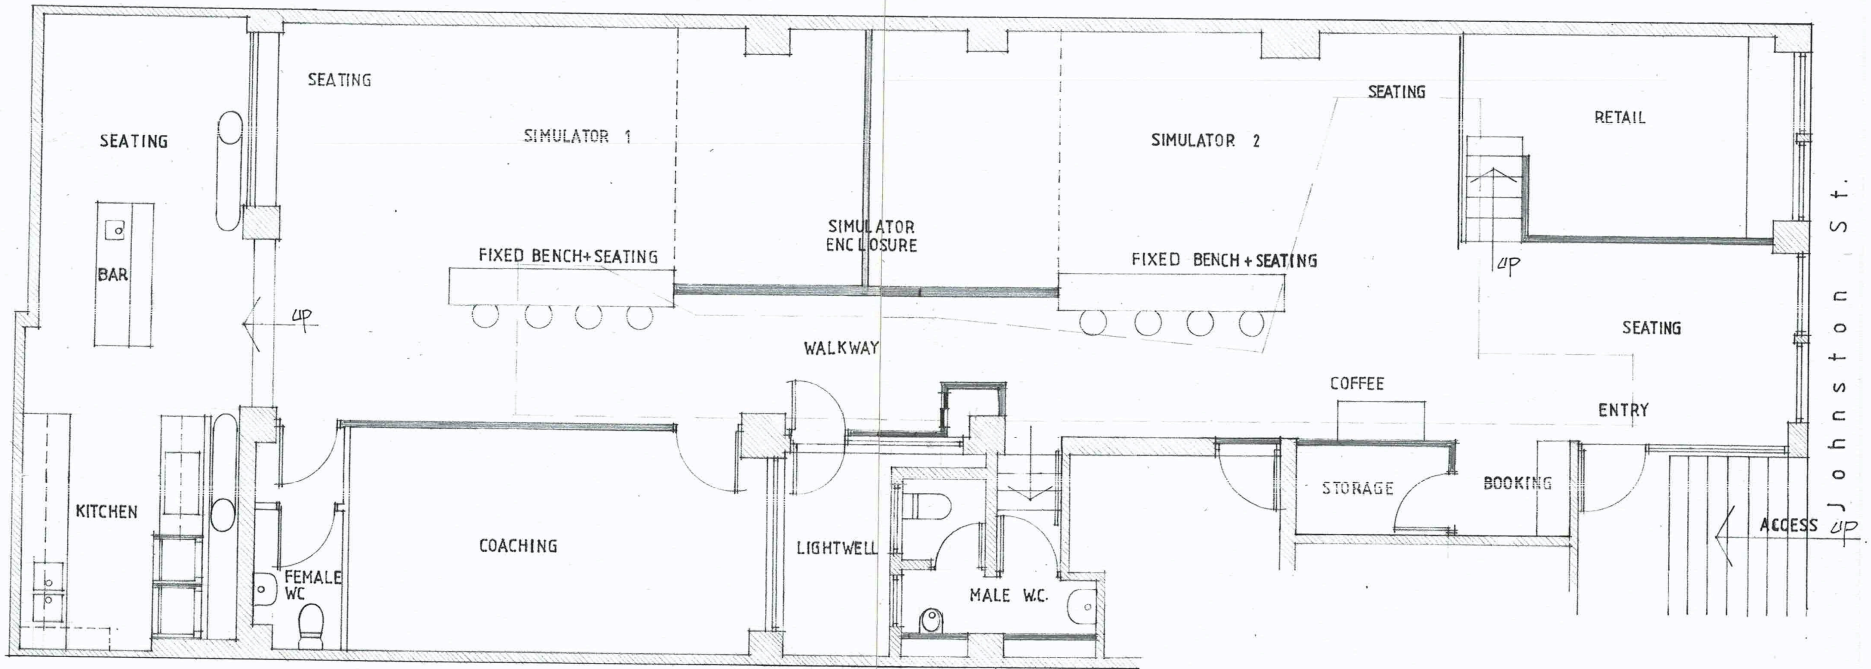 SEATING
SEATING
SEATING
RETAIL
SIMULATOR 1
SIMULATOR 2
SIMULATOR
ENCLOSURE
FIXED BENCH + SEATING
FIXED BENCH + SEATING
BAR
UP
UP
SEATING
WALKWAY
COFFEE
ENTRY
Johnston St.
KITCHEN
FEMALE
WC
COACHING
LIGHTWELL
MALE W.C.
STORAGE
BOOKING
ACCESS UP